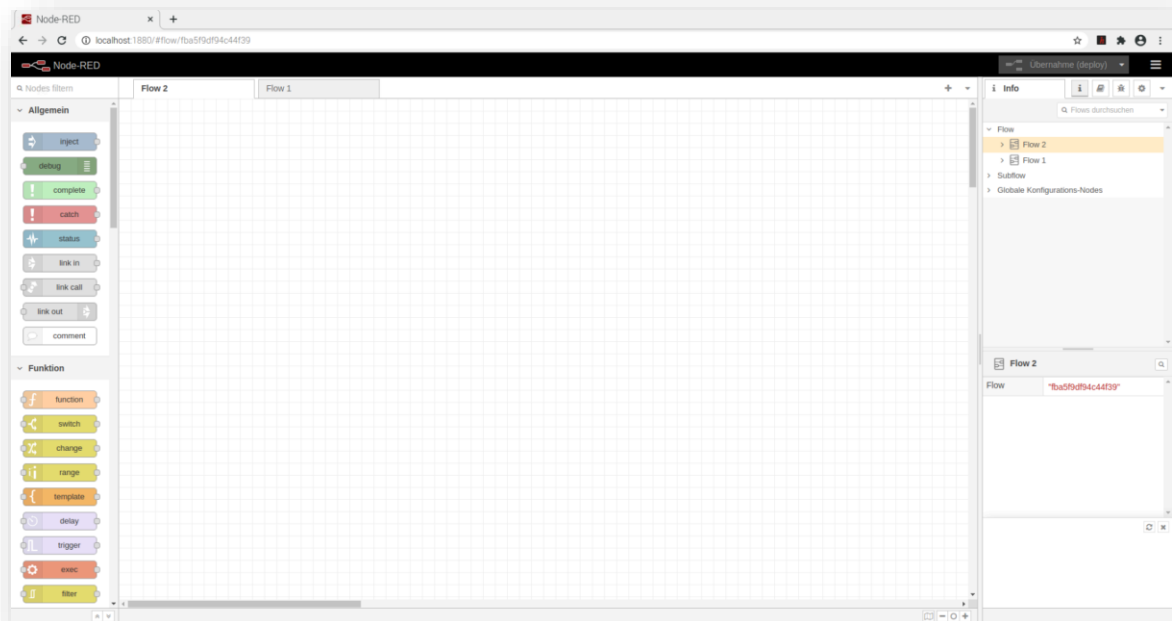 Node-RED
localhost:1880/#flow/fba5f9df94c44f39
Node-RED
Übernahme (deploy)
Nodes filtern
Flow 2
Flow 1
Info
Allgemein
Flows durchsuchen
inject
debug
complete
catch
status
link in
link call
link out
comment
Funktion
function
switch
change
range
template
delay
trigger
exec
filter
Flow
Flow 2
Flow 1
Subflow
Globale Konfigurations-Nodes
Flow 2
Flow "fba5f9df94c44f39"